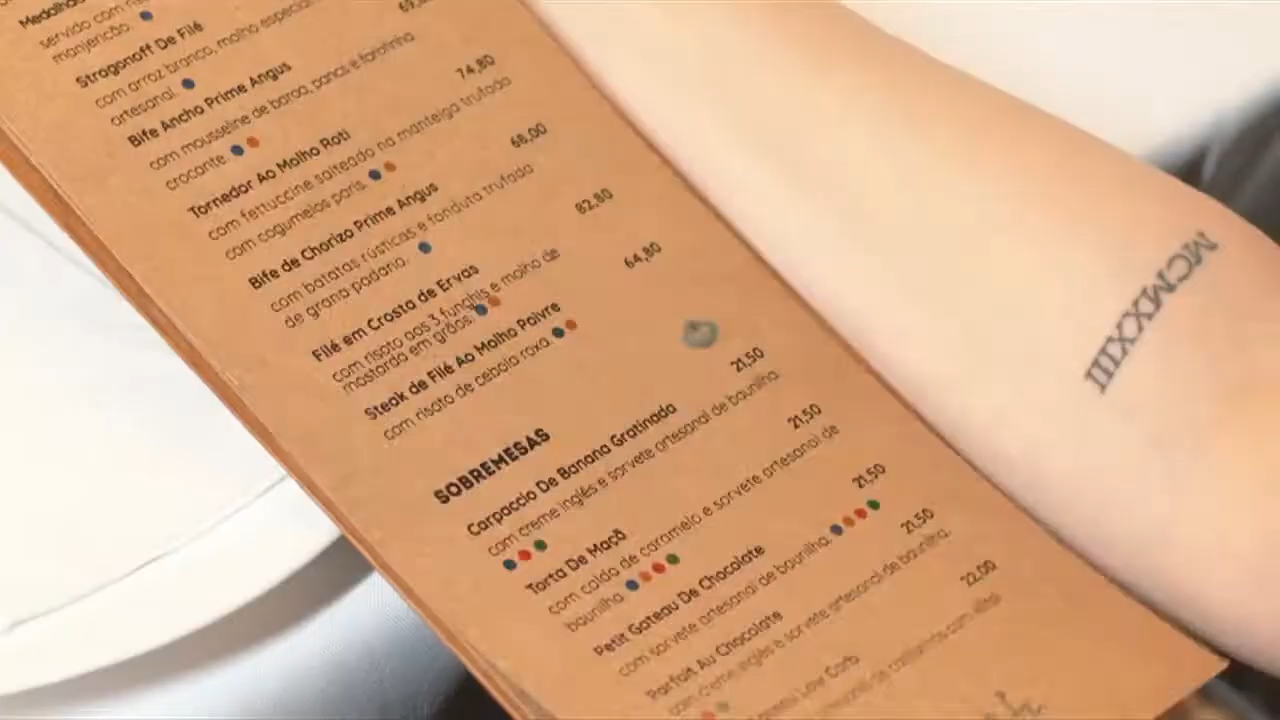 Medalhão
servido com
manjericão.
69,
Strogonoff De Filé
com arroz branco, molho especial
artesanal.
Bife Ancho Prime Angus
74,80
com mousseline de baroa, panos e farofinha
crocante.
Tornedor Ao Molho Roti
68,00
com fettuccine salteado na manteiga trufada
com cogumelos paris.
Bife de Chorizo Prime Angus
82,80
com batatas rústicas e fonduta trufada
de grana padano.
Filé em Crosta de Ervas
64,80
com risoto aos 3 funghis e molho de
mostarda em grãos.
Steak de Filé Ao Molho Poivre
com risoto de cebola roxa
SOBREMESAS
Carpaccio De Banana Gratinada
21,50
com creme inglês e sorvete artesanal de baunilha.
Torta De Maçã
21,50
com calda de caramelo e sorvete artesanal de
baunilha.
Petit Gateau De Chocolate
21,50
com sorvete artesanal de baunilha.
Parfait Au Chocolate
21,50
com creme inglês e sorvete artesanal de baunilha.
Low Carb
22,00
MCMXXIII